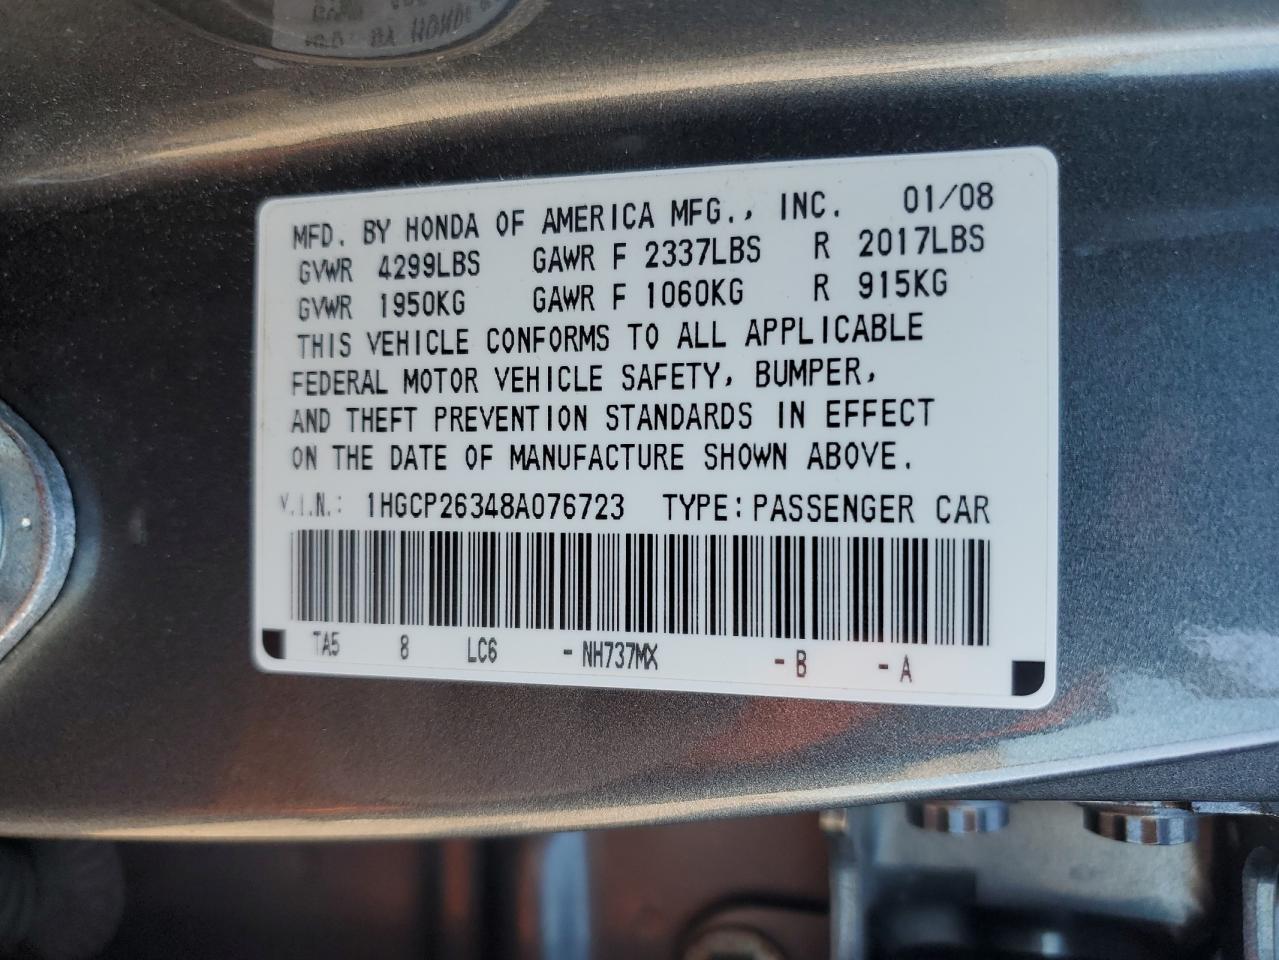 MFD. BY HONDA OF AMERICA MFG., INC. 01/08
GVWR 4299LBS GAWR F 2337LBS R 2017LBS
GVWR 1950KG GAWR F 1060KG R 915KG
THIS VEHICLE CONFORMS TO ALL APPLICABLE
FEDERAL MOTOR VEHICLE SAFETY, BUMPER,
AND THEFT PREVENTION STANDARDS IN EFFECT
ON THE DATE OF MANUFACTURE SHOWN ABOVE.
V.I.N.: 1HGCP26348A076723 TYPE: PASSENGER CAR
TA5 8 LC6 -NH737MX -B -A